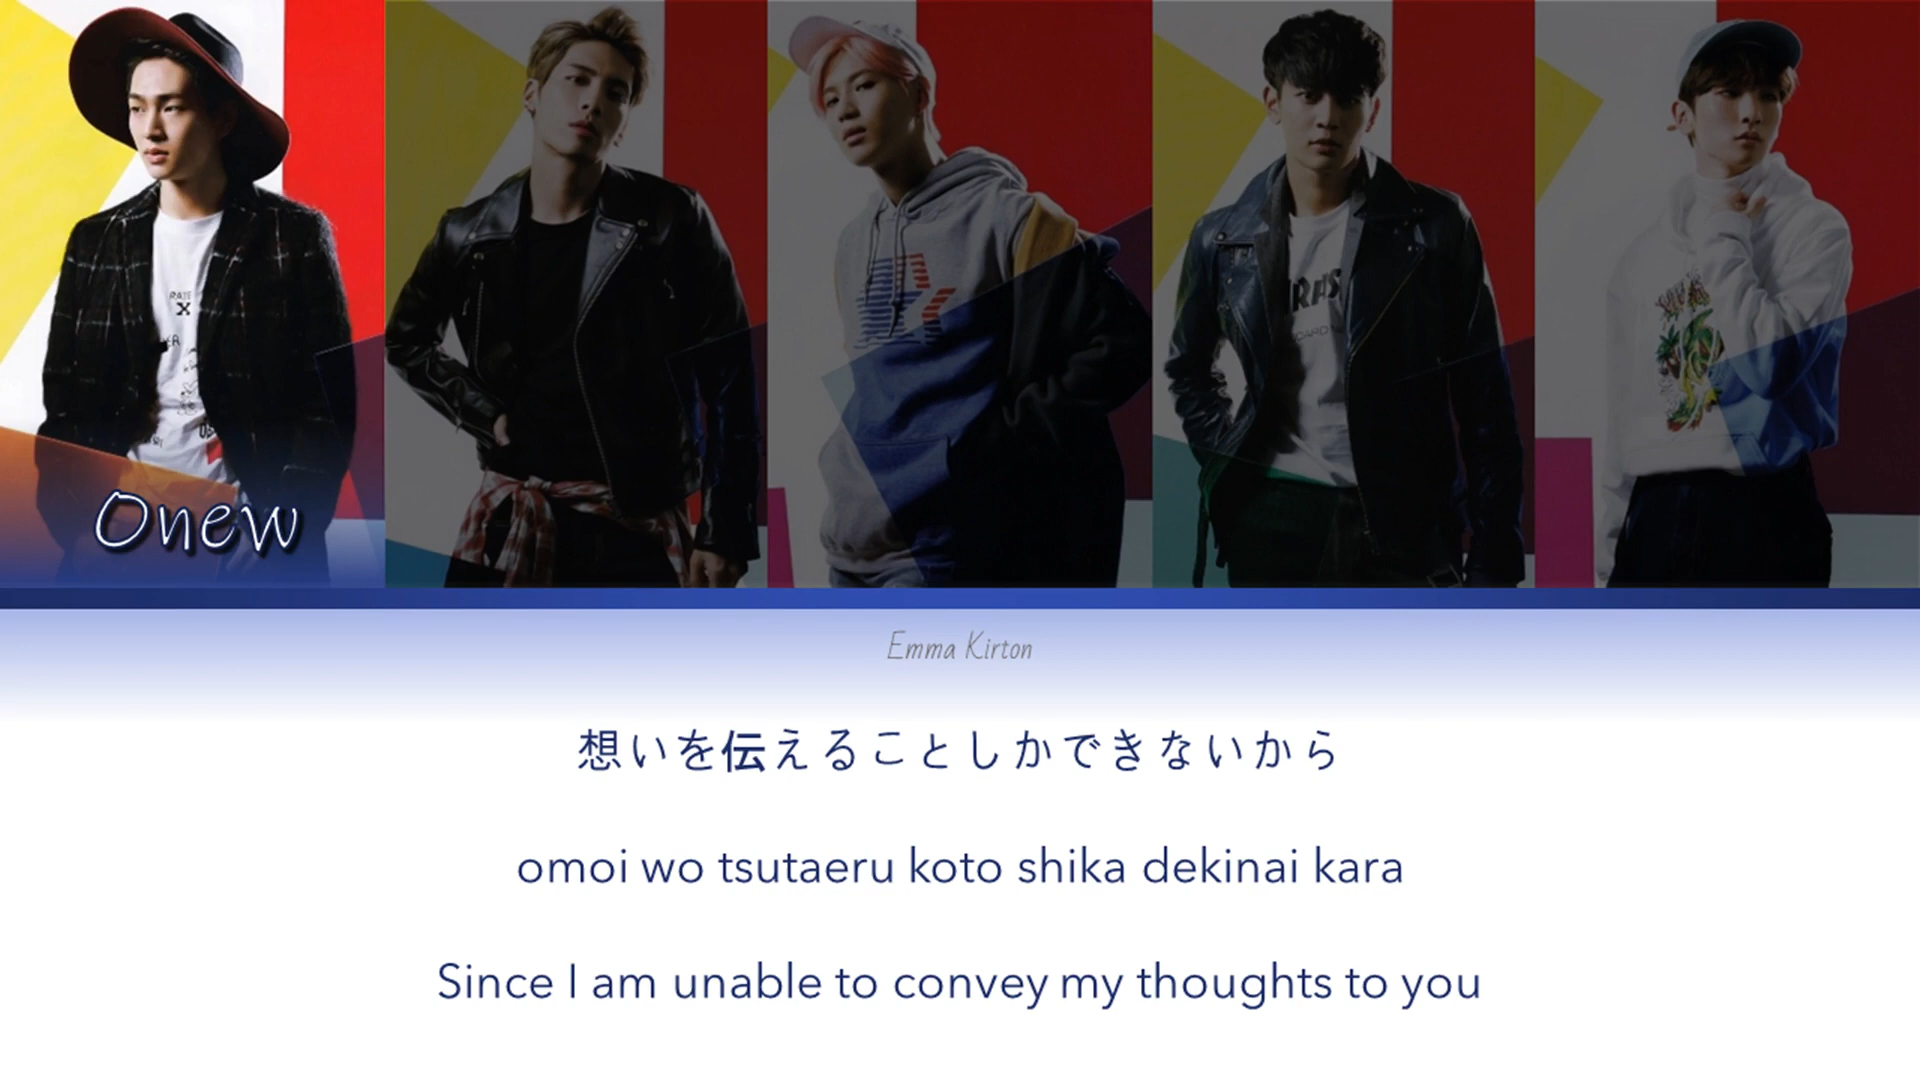 RATE
X
Onew
Emma Kirton
想いを伝えることしかできないから
omoi wo tsutaeru koto shika dekinai kara
Since I am unable to convey my thoughts to you